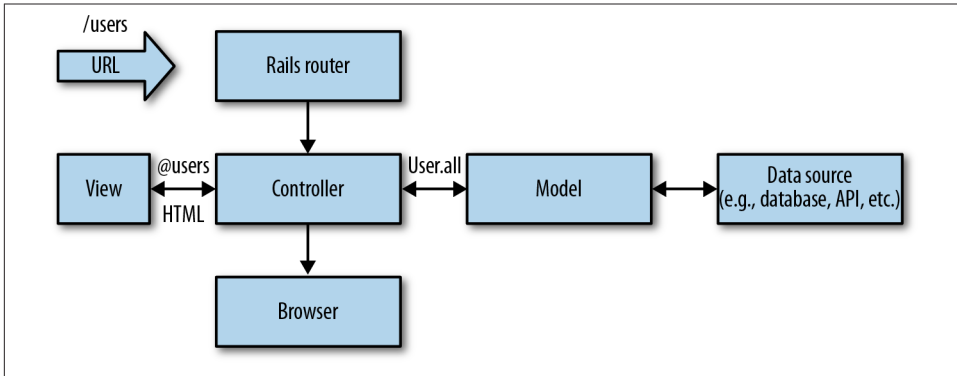 /users
URL
Rails router
View
@users
HTML
Controller
User.all
Model
Data source
(e.g., database, API, etc.)
Browser